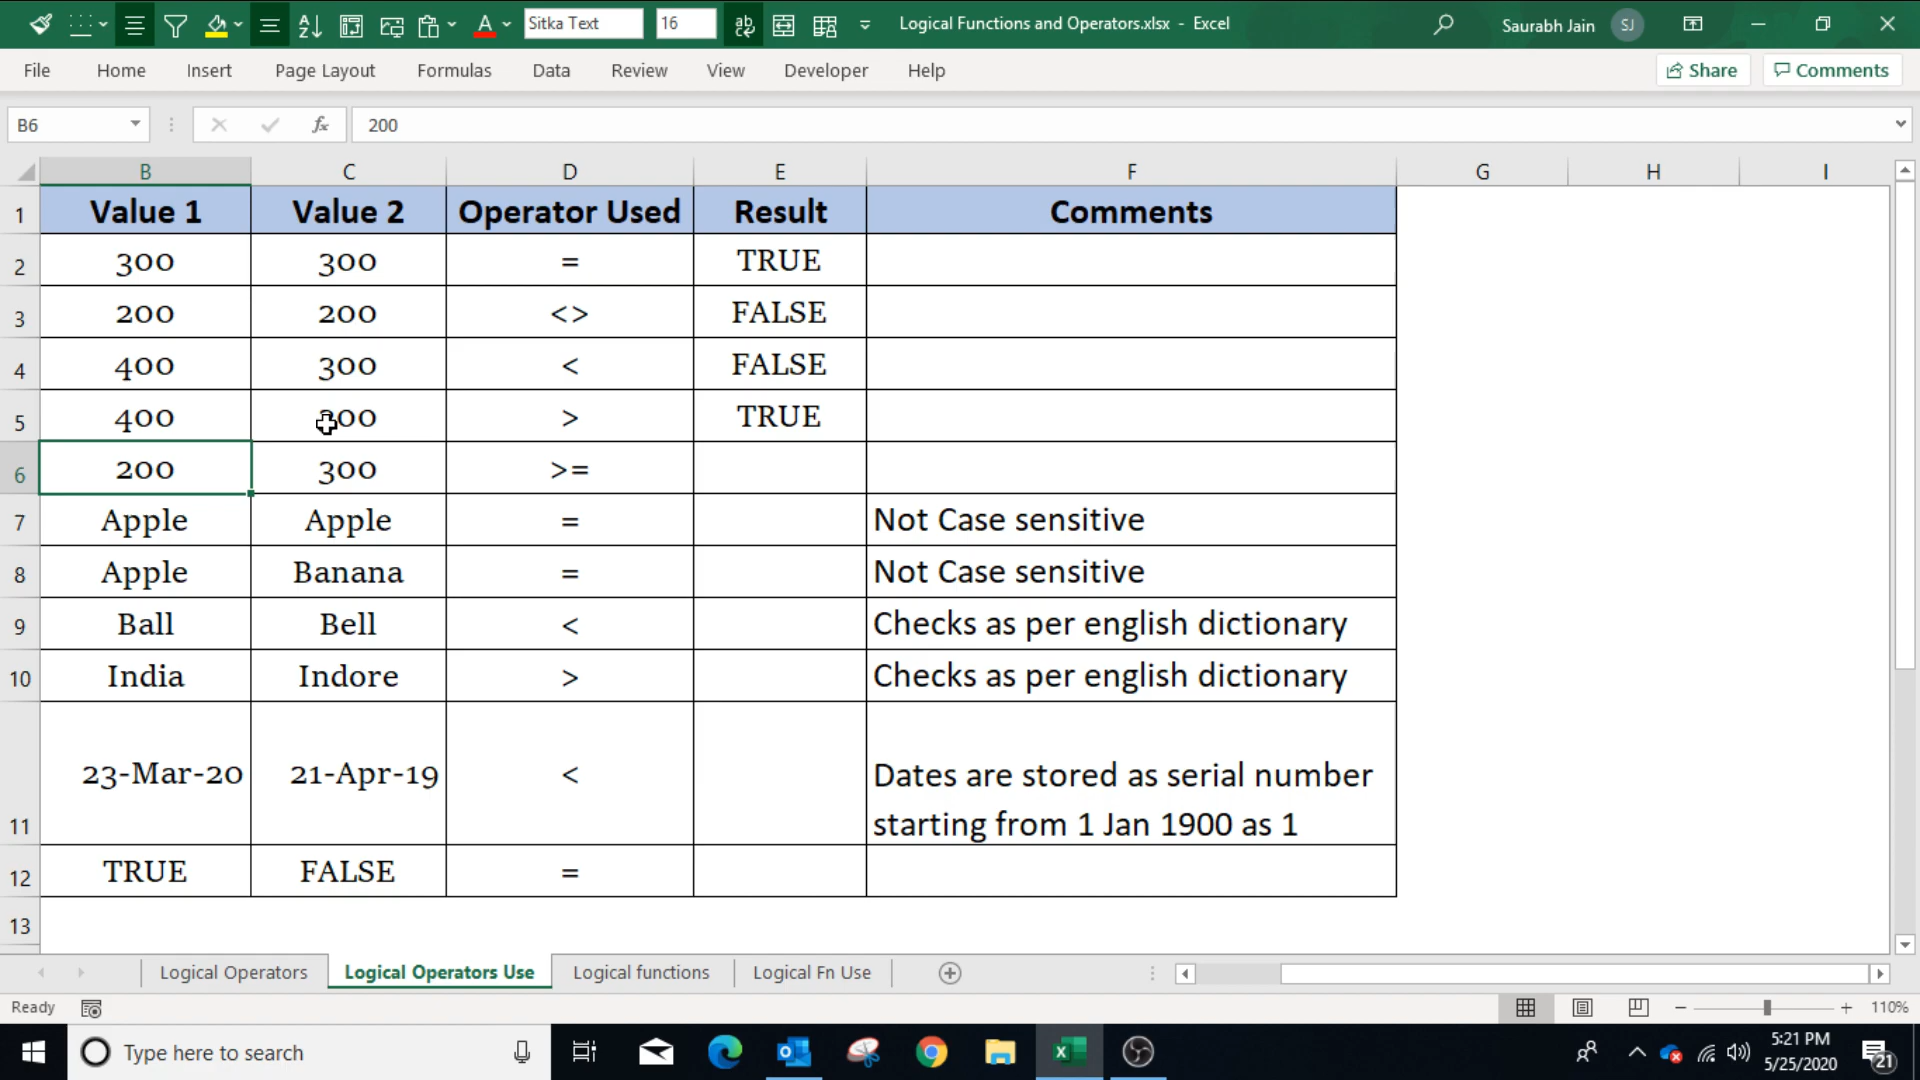 Sitka Text
16
Logical Functions and Operators.xlsx - Excel
Saurabh Jain
SJ
File Home Insert Page Layout Formulas Data Review View Developer Help
Share
Comments
B6
fx
200
B C D E F G H I
1 Value 1 Value 2 Operator Used Result Comments
2 300 300 = TRUE
3 200 200 <> FALSE
4 400 300 < FALSE
5 400 00 > TRUE
6 200 300 >=
7 Apple Apple = Not Case sensitive
8 Apple Banana = Not Case sensitive
9 Ball Bell < Checks as per english dictionary
10 India Indore > Checks as per english dictionary
11 23-Mar-20 21-Apr-19 < Dates are stored as serial number
starting from 1 Jan 1900 as 1
12 TRUE FALSE =
13
Logical Operators Logical Operators Use Logical functions Logical Fn Use
Ready
110%
Type here to search
5:21 PM
5/25/2020
21